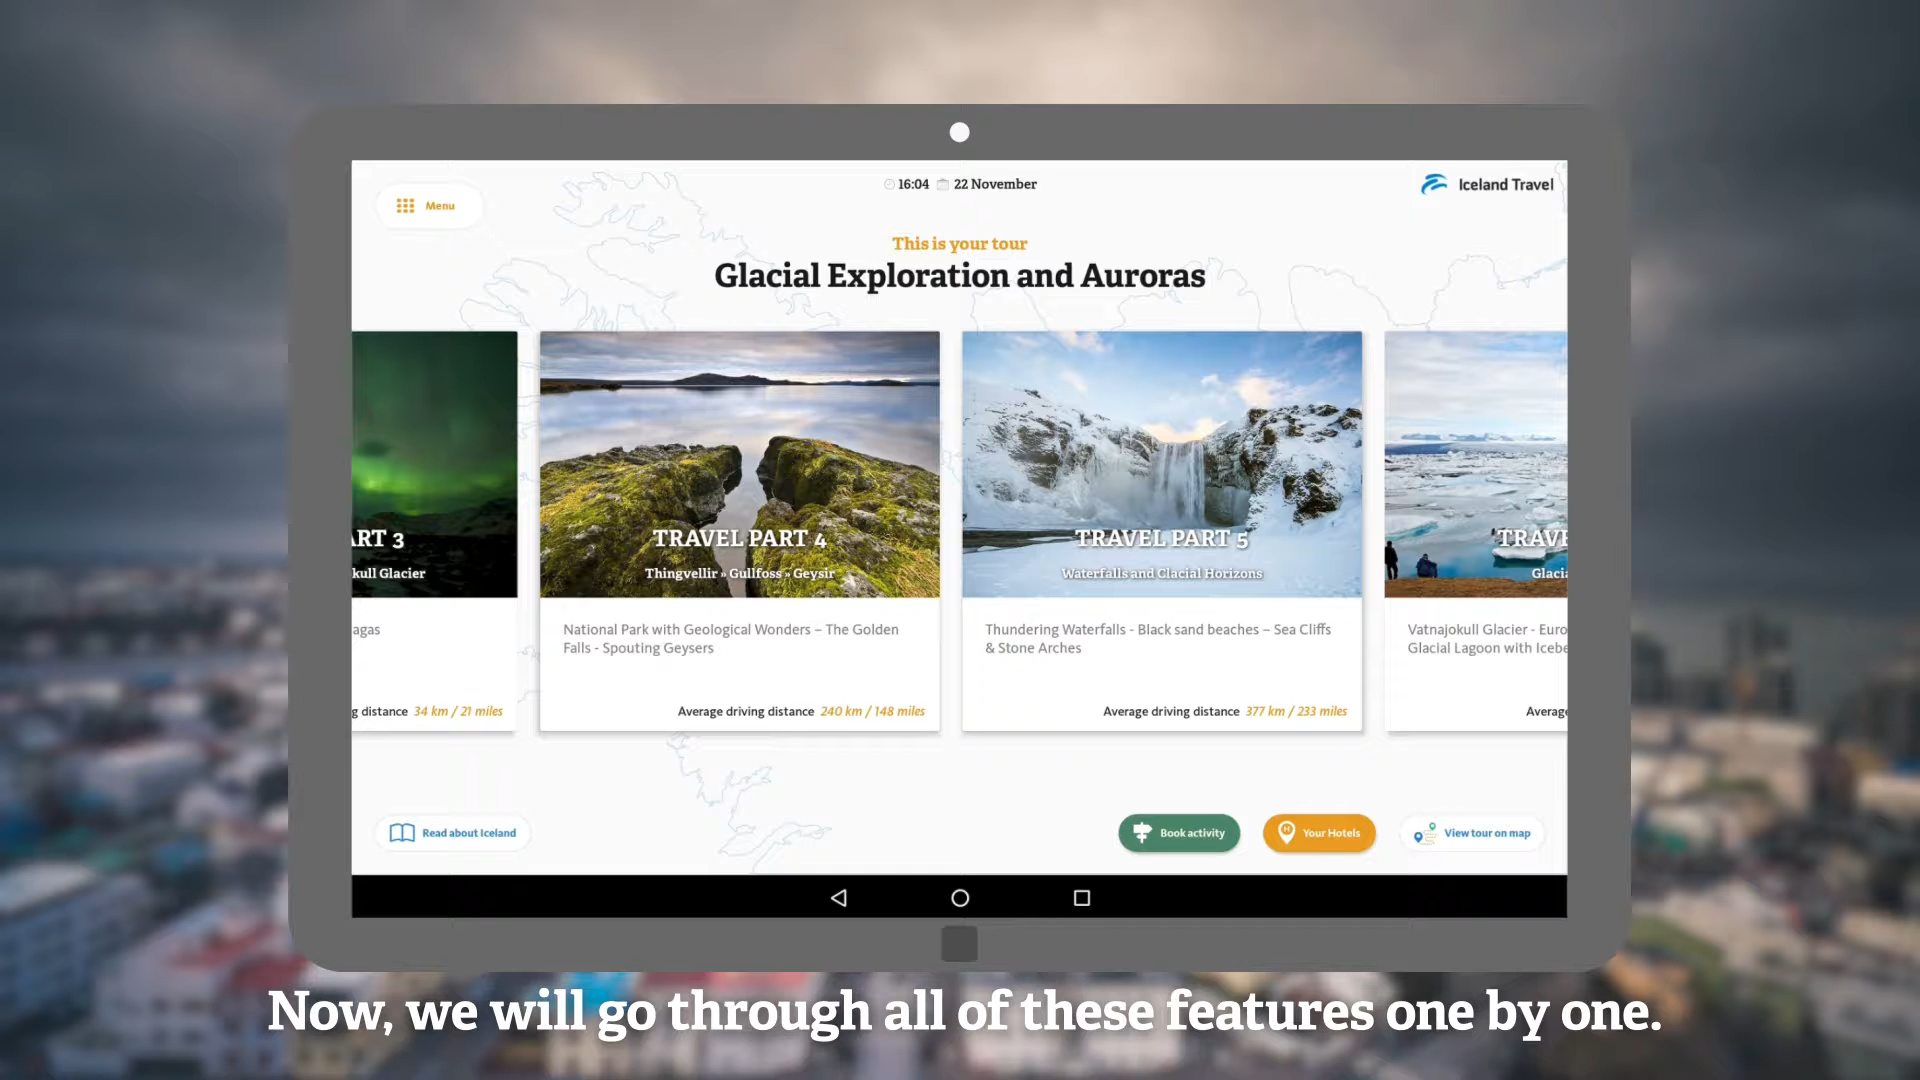 16:04 22 November
Iceland Travel
Menu
This is your tour
Glacial Exploration and Auroras
ART 3
kull Glacier
agas
g distance 34 km / 21 miles
TRAVEL PART 4
Thingvellir » Gullfoss » Geysir
National Park with Geological Wonders – The Golden
Falls - Spouting Geysers
Average driving distance 240 km / 148 miles
TRAVEL PART 5
Waterfalls and Glacial Horizons
Thundering Waterfalls - Black sand beaches – Sea Cliffs
& Stone Arches
Average driving distance 377 km / 233 miles
TRAVE
Glacia
Vatnajokull Glacier - Euro
Glacial Lagoon with Icebe
Average
Read about Iceland
Book activity
Your Hotels
View tour on map
Now, we will go through all of these features one by one.